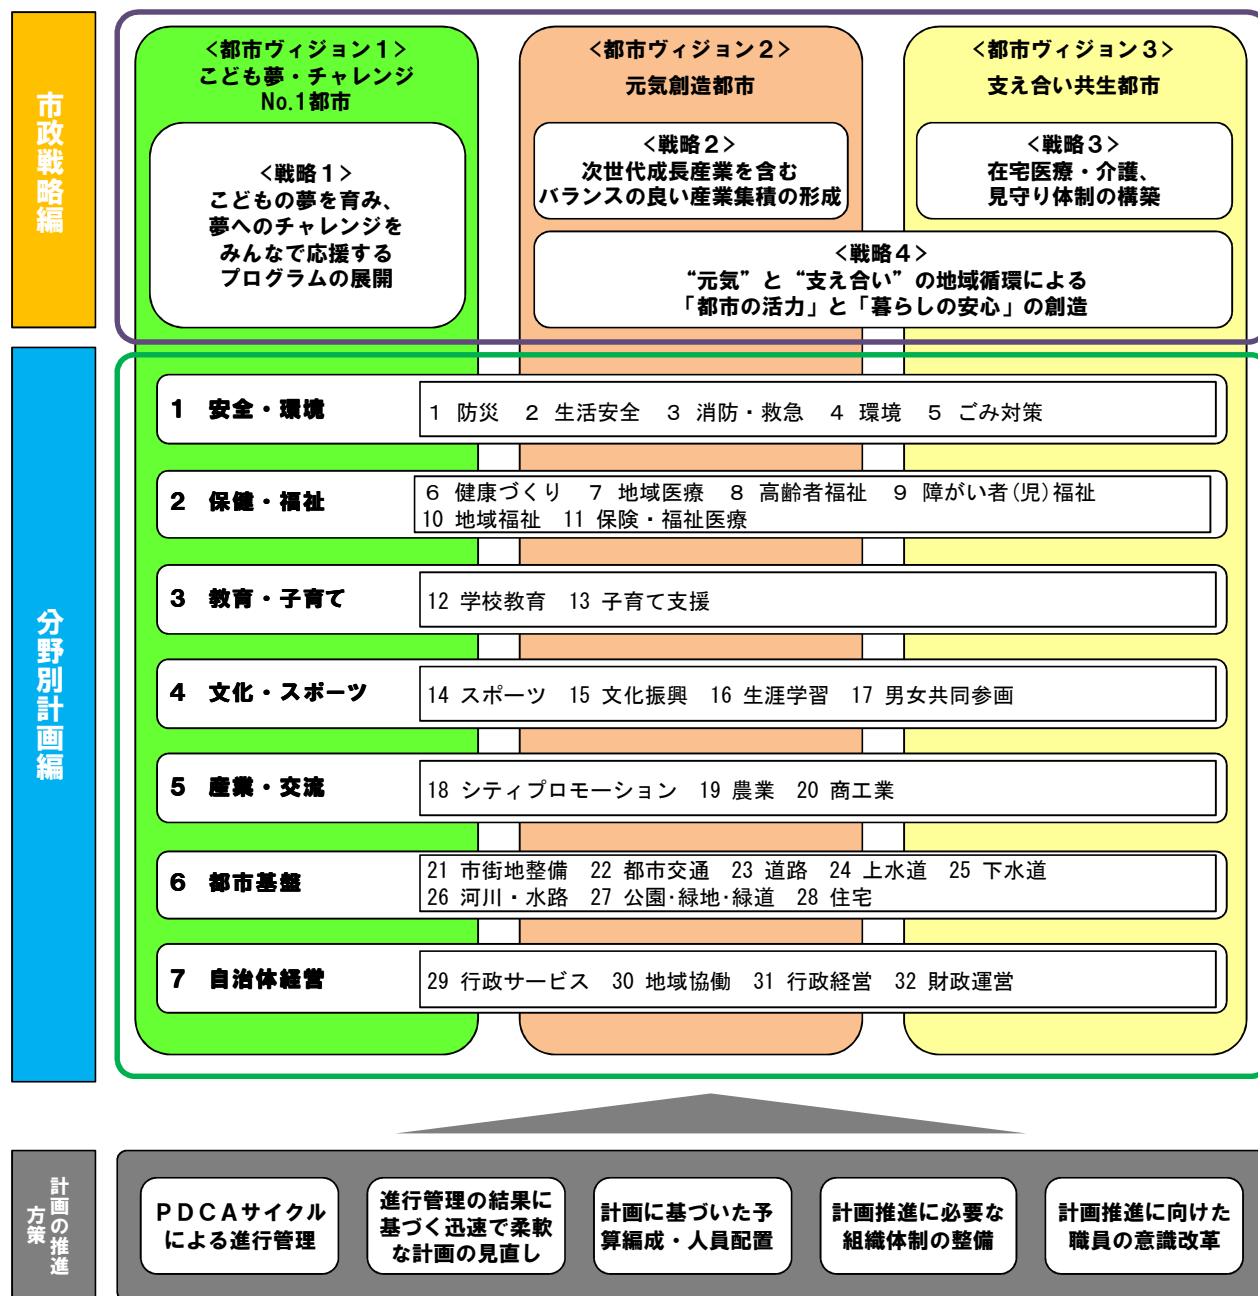 市政戦略編
<都市ヴィジョン１>
こども夢・チャレンジ
No.1都市
<戦略１>
こどもの夢を育み、
夢へのチャレンジを
みんなで応援する
プログラムの展開
<都市ヴィジョン２>
元気創造都市
<戦略２>
次世代成長産業を含む
バランスの良い産業集積の形成
<都市ヴィジョン３>
支え合い共生都市
<戦略３>
在宅医療・介護、
見守り体制の構築
<戦略４>
“元気”と“支え合い”の地域循環による
「都市の活力」と「暮らしの安心」の創造
分野別計画編
１ 安全・環境
１ 防災 ２ 生活安全 ３ 消防・救急 ４ 環境 ５ ごみ対策
２ 保健・福祉
６ 健康づくり ７ 地域医療 ８ 高齢者福祉 ９ 障がい者(児)福祉
10 地域福祉 11 保険・福祉医療
３ 教育・子育て
12 学校教育 13 子育て支援
４ 文化・スポーツ
14 スポーツ 15 文化振興 16 生涯学習 17 男女共同参画
５ 産業・交流
18 シティプロモーション 19 農業 20 商工業
６ 都市基盤
21 市街地整備 22 都市交通 23 道路 24 上水道 25 下水道
26 河川・水路 27 公園･緑地･緑道 28 住宅
７ 自治体経営
29 行政サービス 30 地域協働 31 行政経営 32 財政運営
計画の推進
方策
ＰＤＣＡサイクル
による進行管理
進行管理の結果に
基づく迅速で柔軟
な計画の見直し
計画に基づいた予
算編成・人員配置
計画推進に必要な
組織体制の整備
計画推進に向けた
職員の意識改革